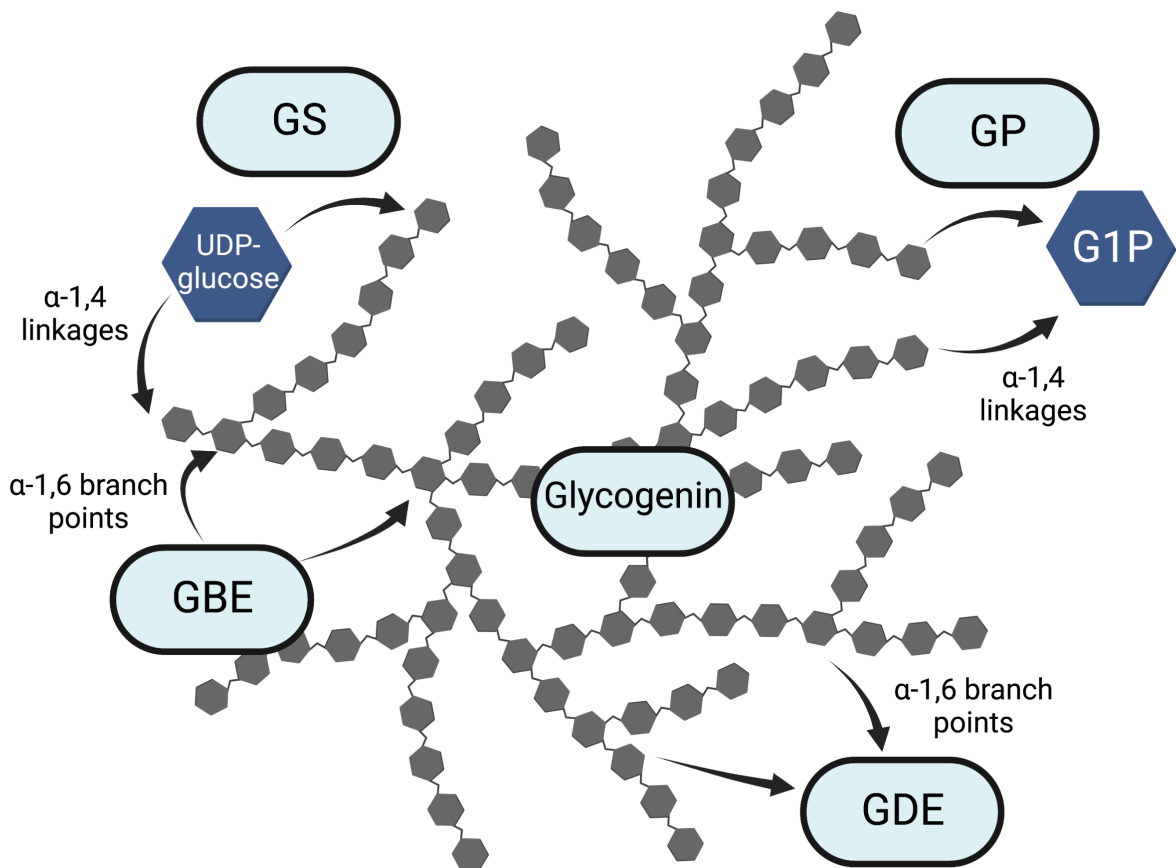 GS
GP
UDP-
glucose
G1P
α-1,4
linkages
α-1,4
linkages
α-1,6 branch
points
Glycogenin
GBE
α-1,6 branch
points
GDE